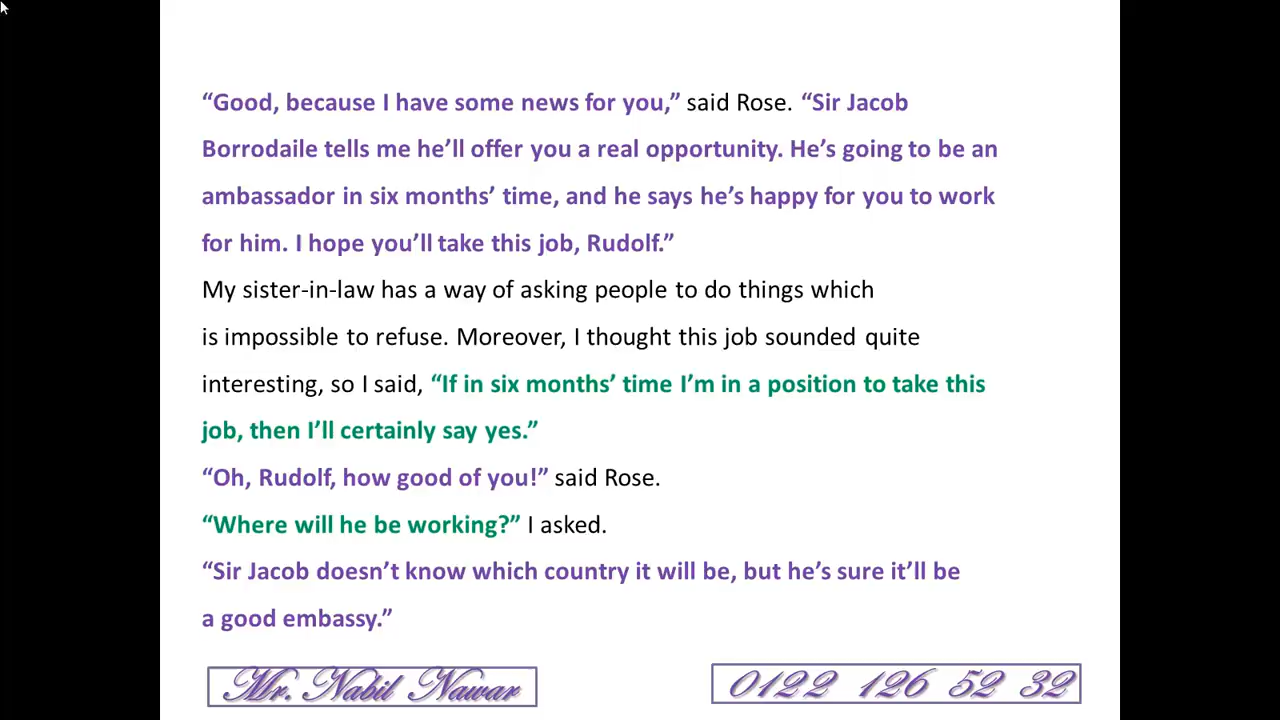 “Good, because I have some news for you,” said Rose. “Sir Jacob
Borrodaile tells me he’ll offer you a real opportunity. He’s going to be an
ambassador in six months’ time, and he says he’s happy for you to work
for him. I hope you’ll take this job, Rudolf.”
My sister-in-law has a way of asking people to do things which
is impossible to refuse. Moreover, I thought this job sounded quite
interesting, so I said, “If in six months’ time I’m in a position to take this
job, then I’ll certainly say yes.”
“Oh, Rudolf, how good of you!” said Rose.
“Where will he be working?” I asked.
“Sir Jacob doesn’t know which country it will be, but he’s sure it’ll be
a good embassy.”
Mr. Nabil Nawar
0122 126 52 32